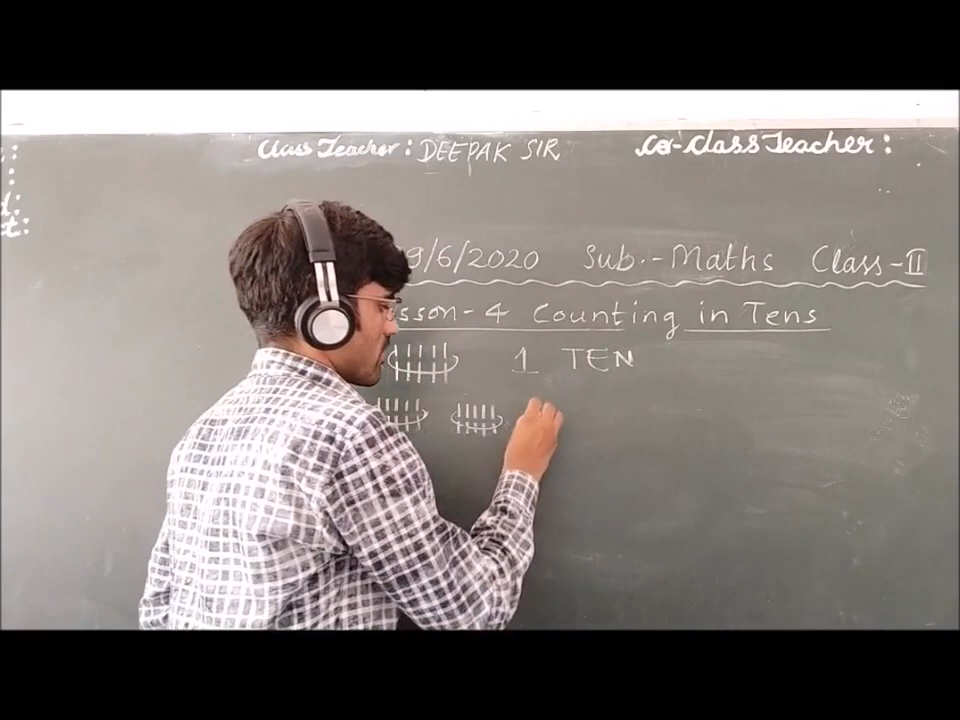 Class Teacher : DEEPAK SIR
Co-Class Teacher :
9/6/2020 Sub.- Maths Class-II
sson-4 Counting in Tens
1 TEN